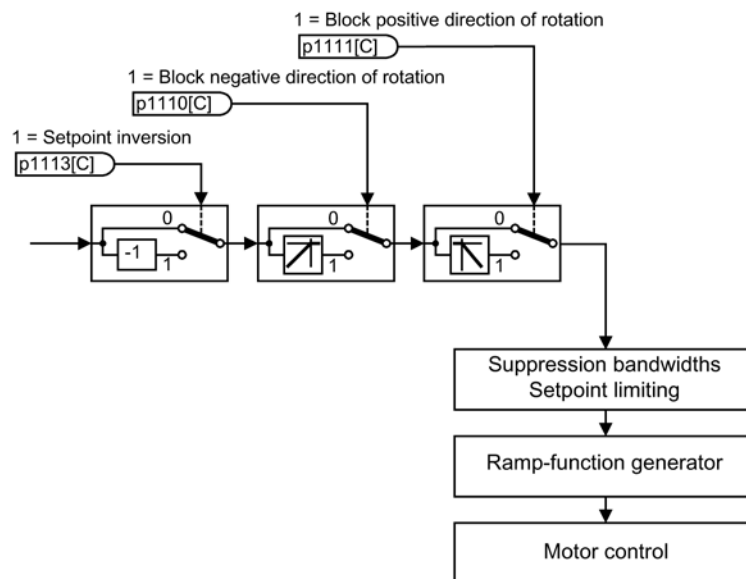 1 = Block positive direction of rotation
p1111[C]
1 = Block negative direction of rotation
p1110[C]
1 = Setpoint inversion
p1113[C]
0
-1
1
0
1
0
1
Suppression bandwidths
Setpoint limiting
Ramp-function generator
Motor control